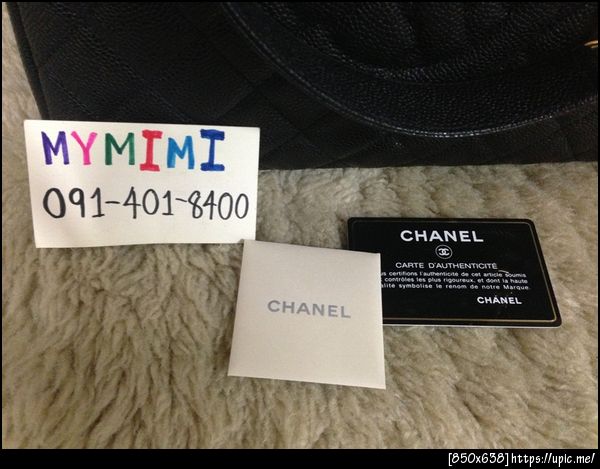 MYMIMI
091-401-8400
CHANEL
CHANEL
CARTE D'AUTHENTICITÉ
us certifions l'authenticité de cet article soumis
contrôles les plus rigoureux, et dont la haute
alité symbolise le renom de notre Marque.
CHANEL
[850x638]https://upic.me/